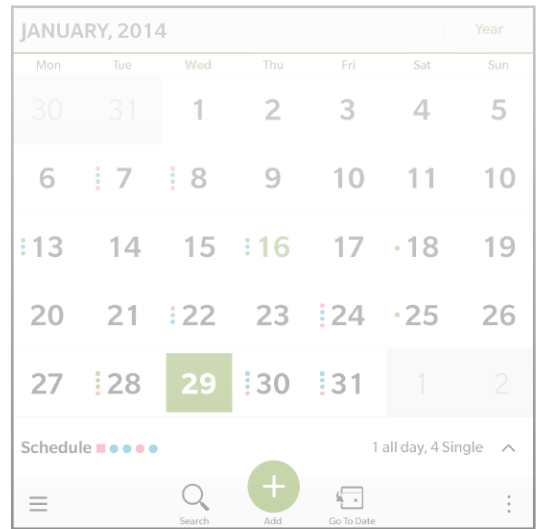 JANUARY, 2014 Year
Mon Tue Wed Thu Fri Sat Sun
30 31 1 2 3 4 5
6 7 8 9 10 11 10
13 14 15 16 17 18 19
20 21 22 23 24 25 26
27 28 29 30 31 1 2
Schedule 1 all day, 4 Single
Search Add Go To Date